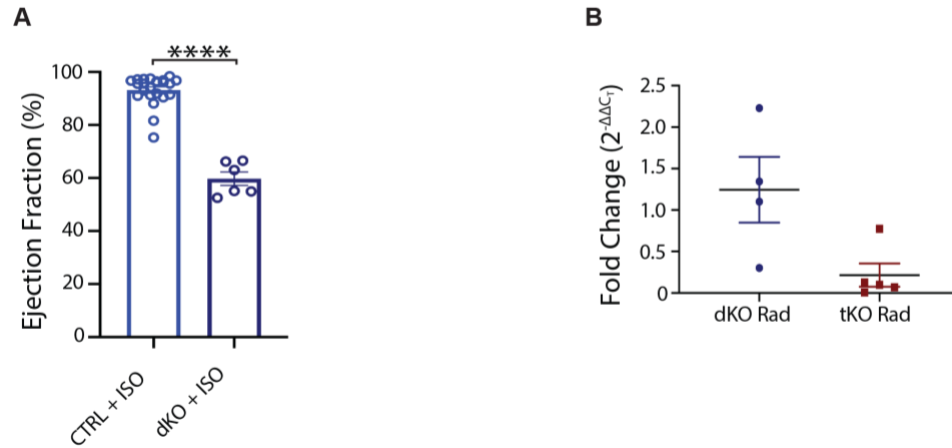 A
****
Ejection Fraction (%)
100
80
60
40
20
0
CTRL + ISO
dKO + ISO
B
Fold Change (2^-ΔΔC_T)
2.5
2.0
1.5
1.0
0.5
0
dKO Rad
tKO Rad